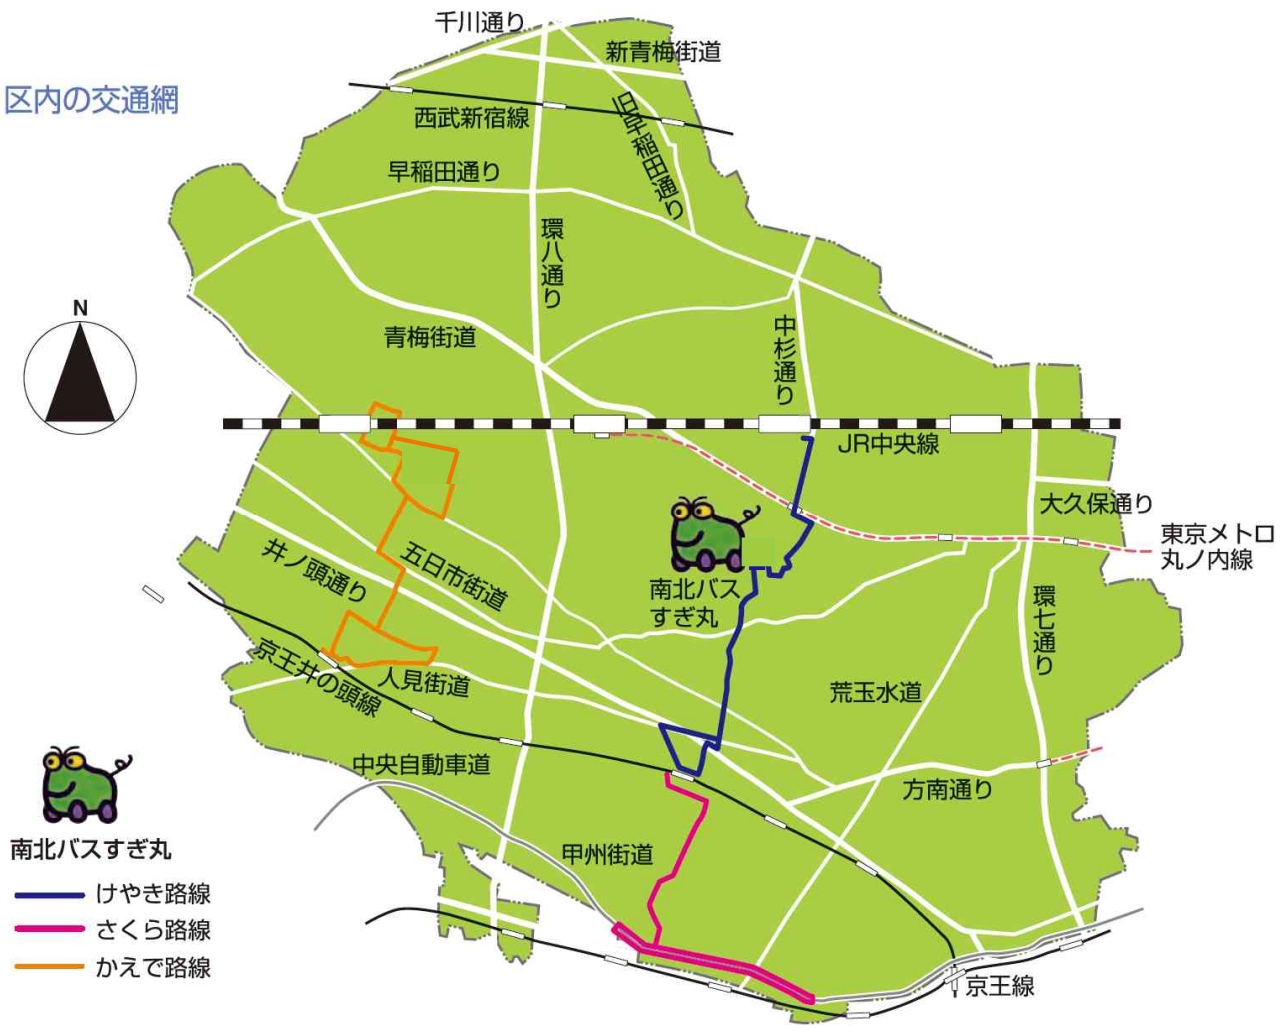 千川通り
新青梅街道
区内の交通網
西武新宿線
旧早稲田通り
早稲田通り
環八通り
N
青梅街道
中杉通り
JR中央線
大久保通り
東京メトロ
丸ノ内線
井ノ頭通り
五日市街道
南北バス
すぎ丸
環七通り
京王井の頭線
人見街道
荒玉水道
中央自動車道
方南通り
甲州街道
南北バスすぎ丸
けやき路線
さくら路線
かえで路線
京王線